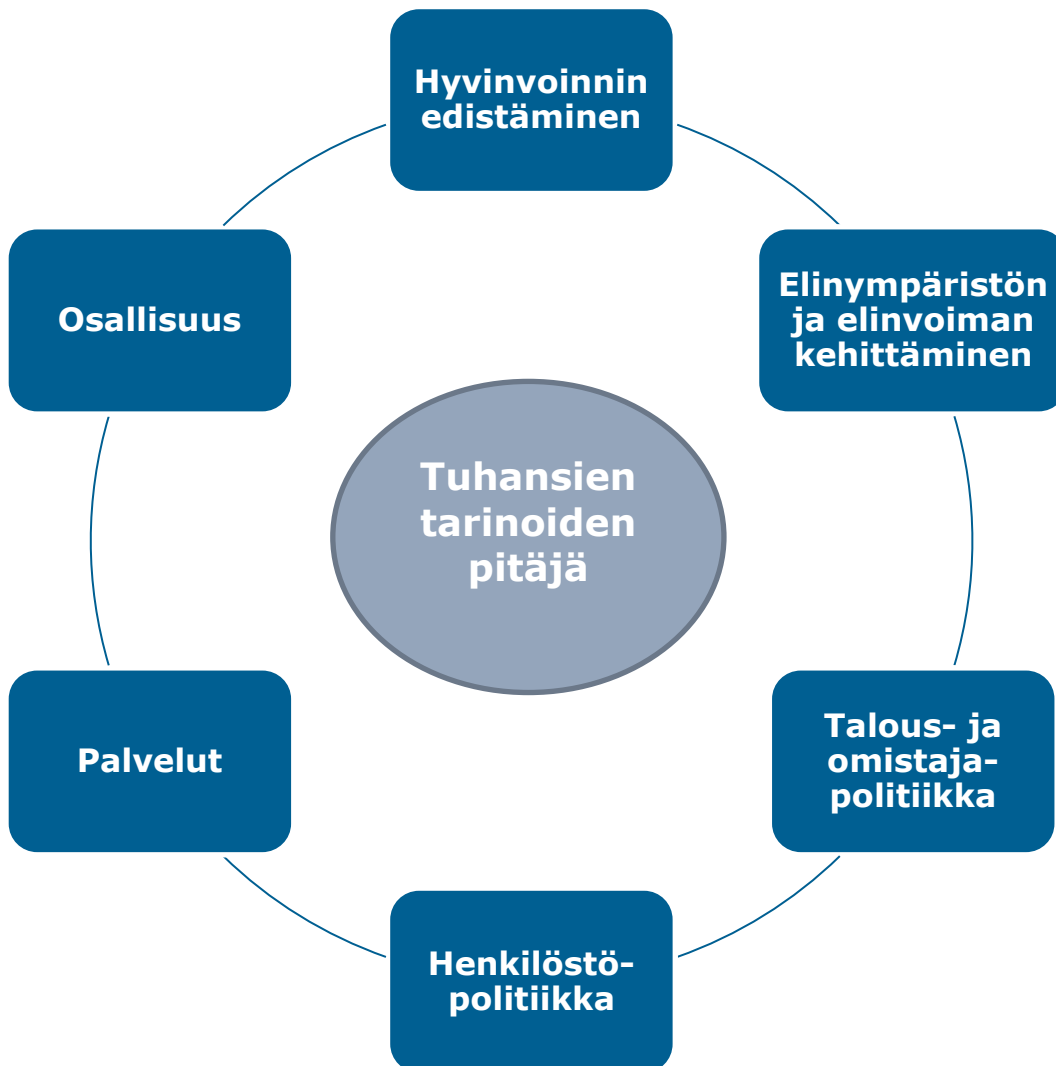 Hyvinvoinnin
edistäminen
Elinympäristön
ja elinvoiman
kehittäminen
Osallisuus
Tuhansien
tarinoiden
pitäjä
Talous- ja
omistaja-
politiikka
Palvelut
Henkilöstö-
politiikka